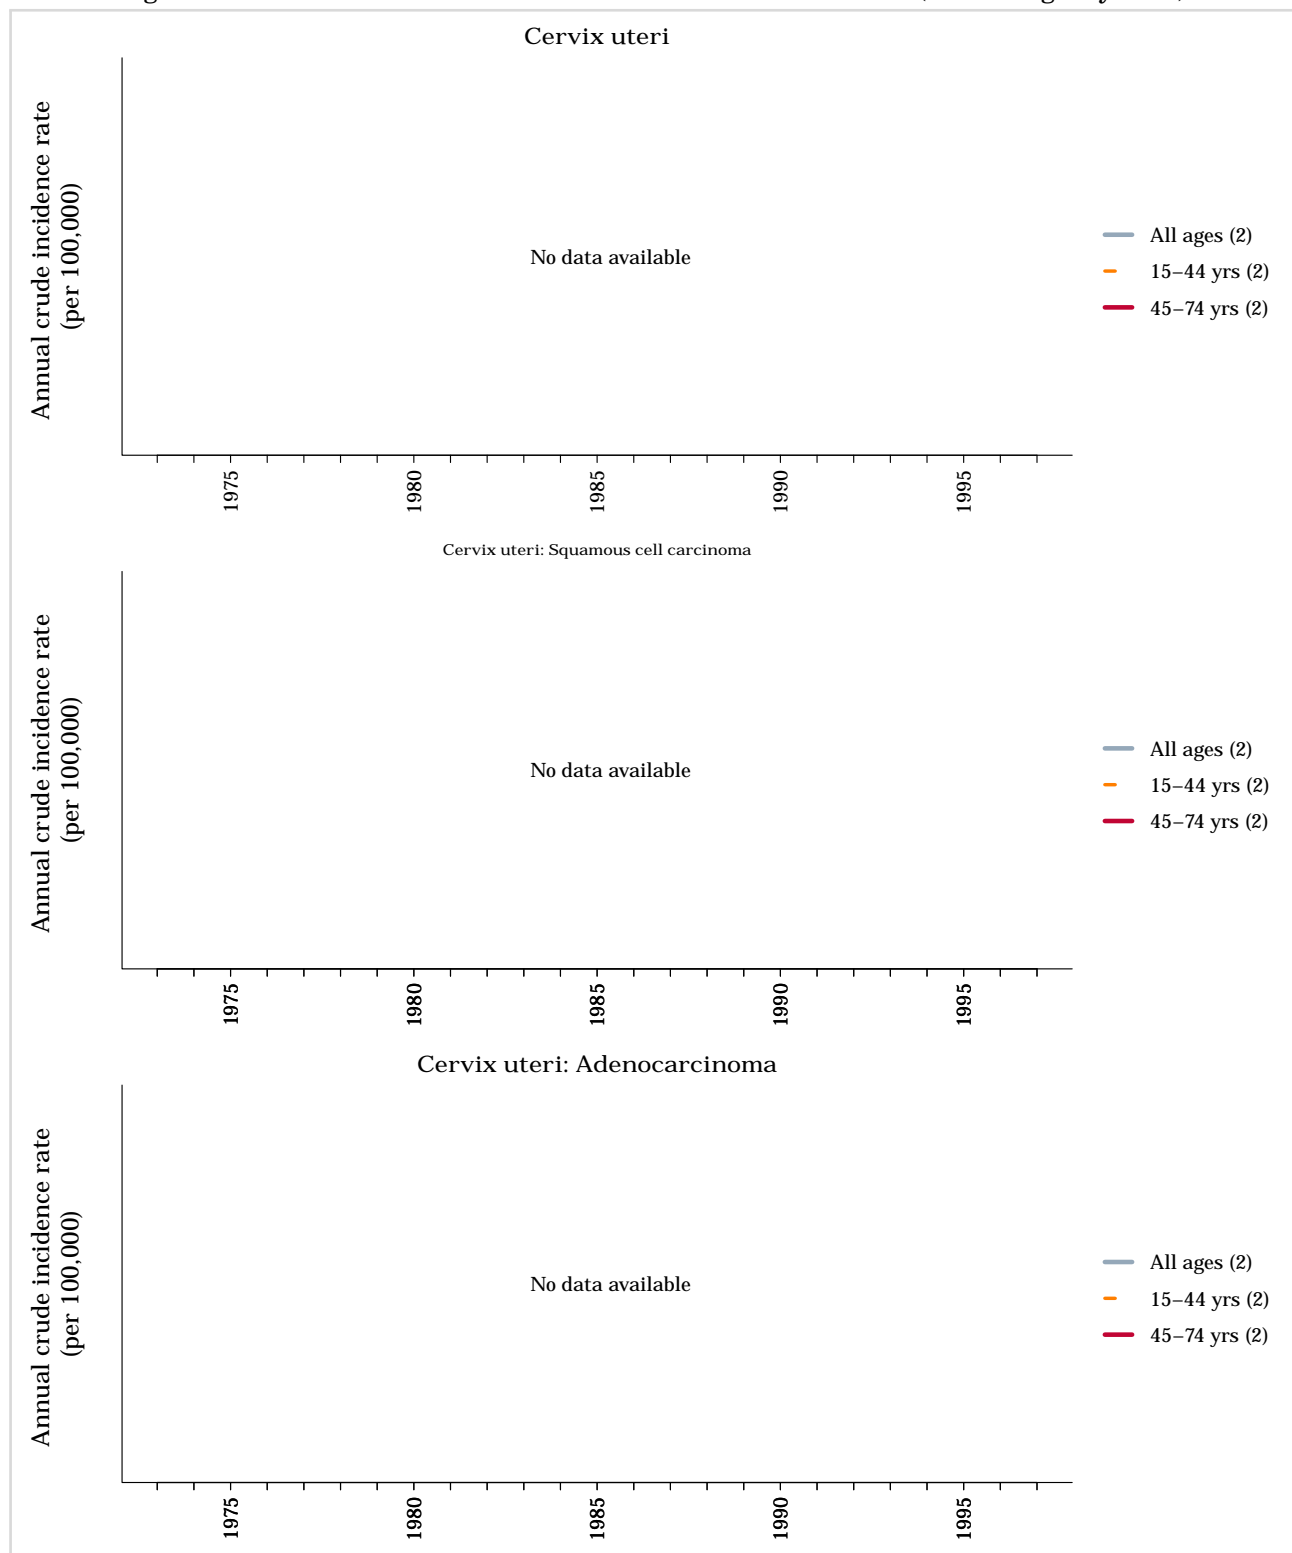 Cervix uteri
Annual crude incidence rate
(per 100,000)
No data available
All ages (2)
15–44 yrs (2)
45–74 yrs (2)
1975
1980
1985
1990
1995
Cervix uteri: Squamous cell carcinoma
Annual crude incidence rate
(per 100,000)
No data available
All ages (2)
15–44 yrs (2)
45–74 yrs (2)
1975
1980
1985
1990
1995
Cervix uteri: Adenocarcinoma
Annual crude incidence rate
(per 100,000)
No data available
All ages (2)
15–44 yrs (2)
45–74 yrs (2)
1975
1980
1985
1990
1995